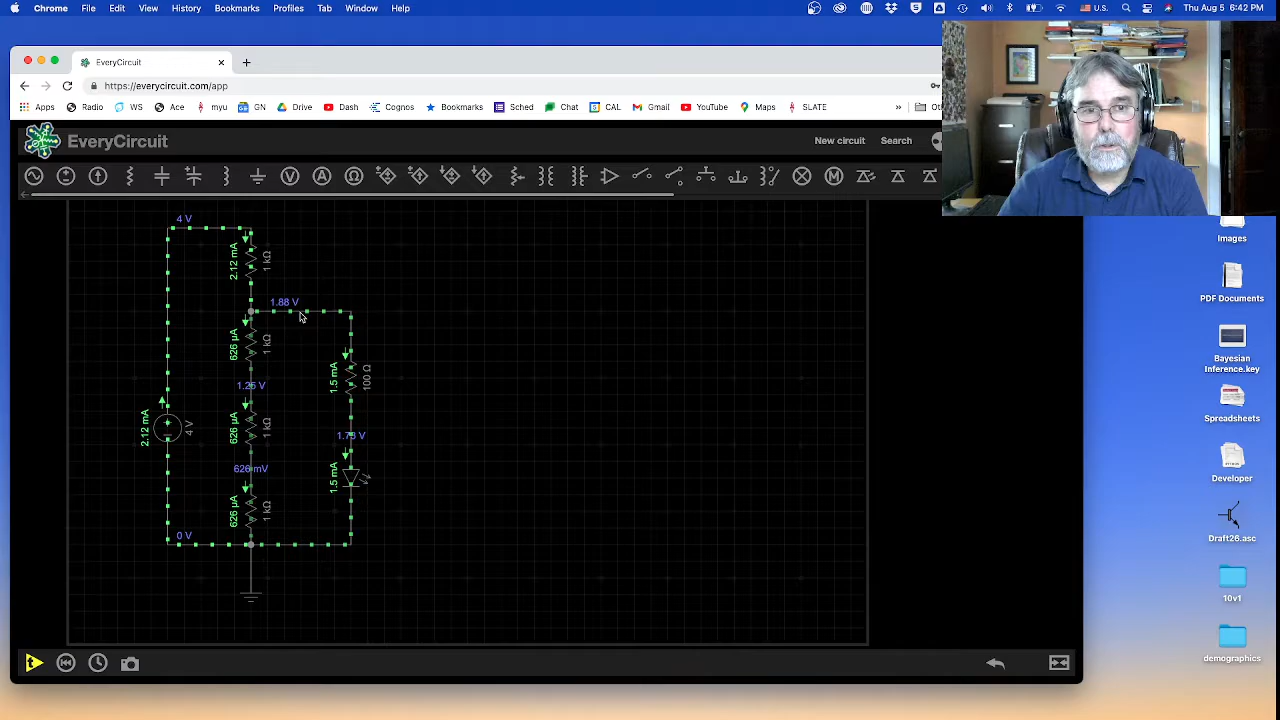 Chrome File Edit View History Bookmarks Profiles Tab Window Help U.S. Thu Aug 5 6:42 PM
EveryCircuit
https://everycircuit.com/app
Apps Radio WS Ace myu GN Drive Dash Cognos Bookmarks Sched Chat CAL Gmail YouTube Maps SLATE » Ot
EveryCircuit New circuit Search
4 V
2.12 mA 1 kΩ
1.88 V
626 µA 1 kΩ
1.5 mA 100 Ω
1.25 V
2.12 mA 4 V
626 µA 1 kΩ
626 mV
1.5 mA
626 µA 1 kΩ
0 V
t
Images
PDF Documents
Bayesian
Inference.key
Spreadsheets
Developer
Draft26.asc
10v1
demographics